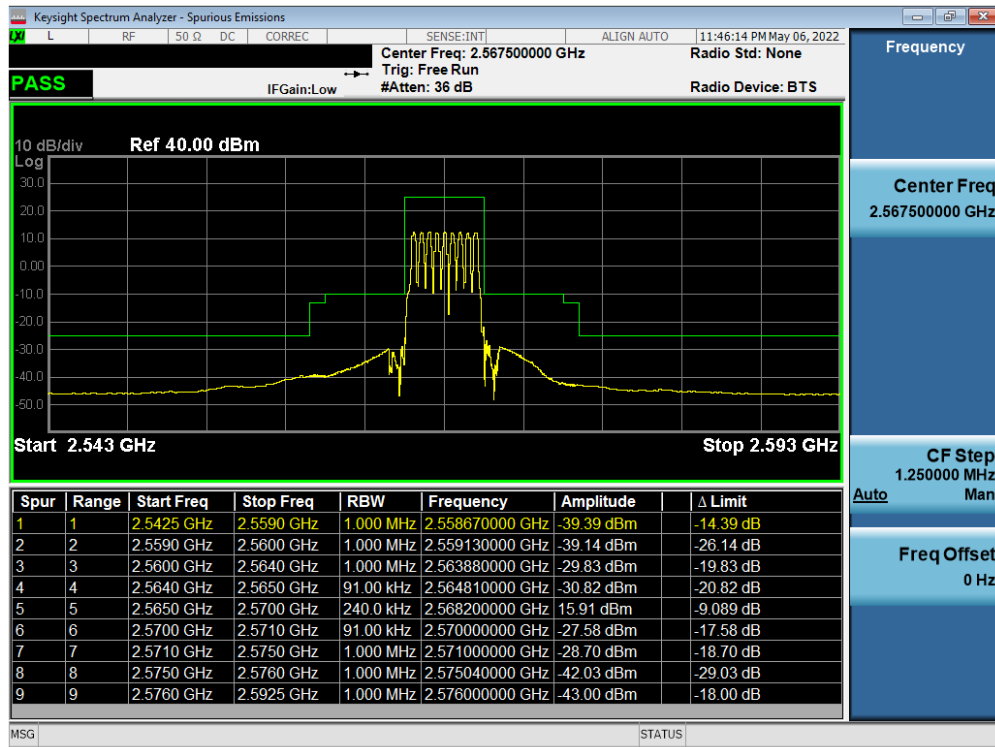 Keysight Spectrum Analyzer - Spurious Emissions
LXI L RF 50 Ω DC CORREC SENSE:INT ALIGN AUTO 11:46:14 PM May 06, 2022
Center Freq: 2.567500000 GHz Radio Std: None
Trig: Free Run
PASS IFGain:Low #Atten: 36 dB Radio Device: BTS
Frequency
10 dB/div Ref 40.00 dBm
Log
30.0
20.0
10.0
0.00
-10.0
-20.0
-30.0
-40.0
-50.0
Start 2.543 GHz Stop 2.593 GHz
Spur Range Start Freq Stop Freq RBW Frequency Amplitude Δ Limit
1 1 2.5425 GHz 2.5590 GHz 1.000 MHz 2.558670000 GHz -39.39 dBm -14.39 dB
2 2 2.5590 GHz 2.5600 GHz 1.000 MHz 2.559130000 GHz -39.14 dBm -26.14 dB
3 3 2.5600 GHz 2.5640 GHz 1.000 MHz 2.563880000 GHz -29.83 dBm -19.83 dB
4 4 2.5640 GHz 2.5650 GHz 91.00 kHz 2.564810000 GHz -30.82 dBm -20.82 dB
5 5 2.5650 GHz 2.5700 GHz 240.0 kHz 2.568200000 GHz 15.91 dBm -9.089 dB
6 6 2.5700 GHz 2.5710 GHz 91.00 kHz 2.570000000 GHz -27.58 dBm -17.58 dB
7 7 2.5710 GHz 2.5750 GHz 1.000 MHz 2.571000000 GHz -28.70 dBm -18.70 dB
8 8 2.5750 GHz 2.5760 GHz 1.000 MHz 2.575040000 GHz -42.03 dBm -29.03 dB
9 9 2.5760 GHz 2.5925 GHz 1.000 MHz 2.576000000 GHz -43.00 dBm -18.00 dB
Center Freq
2.567500000 GHz
CF Step
1.250000 MHz
Auto Man
Freq Offset
0 Hz
MSG STATUS